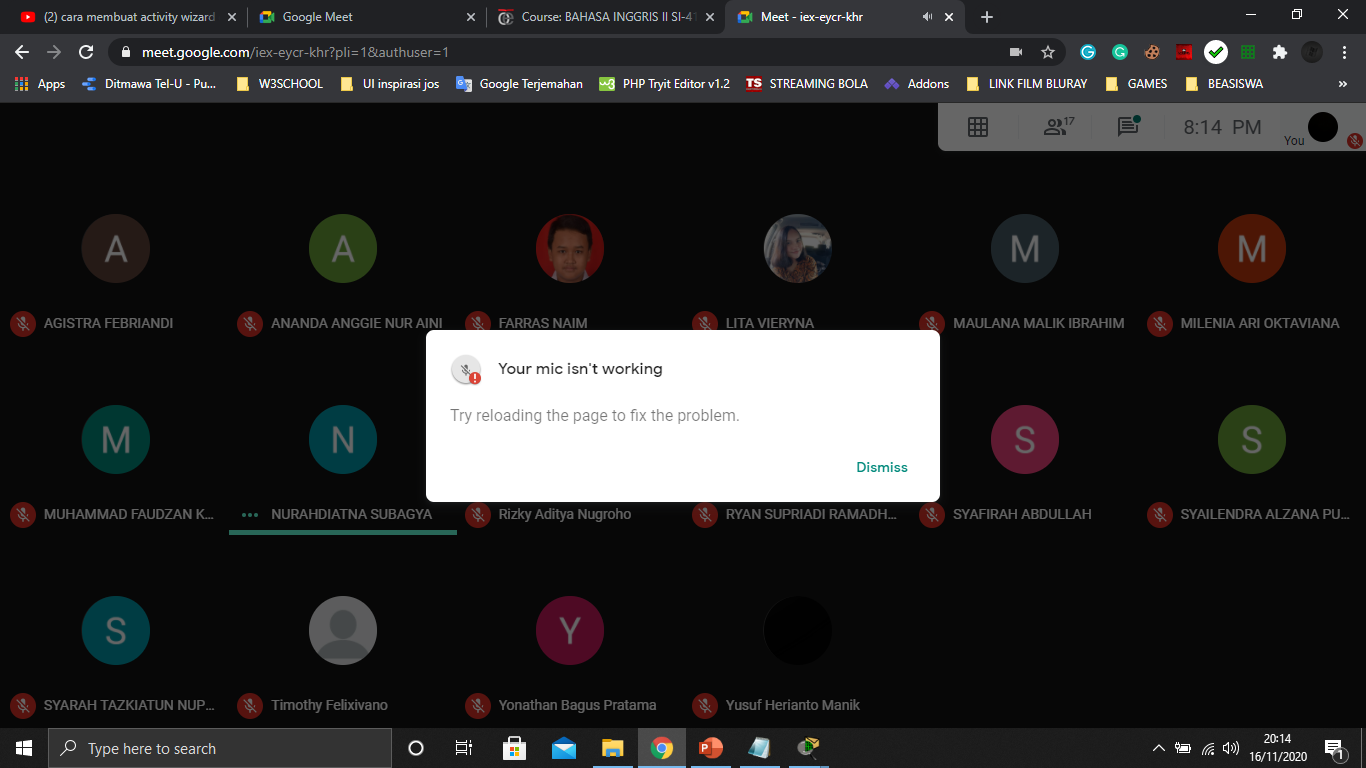 (2) cara membuat activity wizard
Google Meet
Course: BAHASA INGGRIS II SI-41
Meet - iex-eycr-khr
meet.google.com/iex-eycr-khr?pli=1&authuser=1
Apps
Ditmawa Tel-U - Pu...
W3SCHOOL
UI inspirasi jos
Google Terjemahan
PHP Tryit Editor v1.2
TS STREAMING BOLA
Addons
LINK FILM BLURAY
GAMES
BEASISWA
»
17
8:14 PM
You
A
A
M
M
AGISTRA FEBRIANDI
ANANDA ANGGIE NUR AINI
FARRAS NAIM
LITA VIERYNA
MAULANA MALIK IBRAHIM
MILENIA ARI OKTAVIANA
Your mic isn't working
Try reloading the page to fix the problem.
Dismiss
M
N
S
S
MUHAMMAD FAUDZAN K...
NURAHDIATNA SUBAGYA
Rizky Aditya Nugroho
RYAN SUPRIADI RAMADH...
SYAFIRAH ABDULLAH
SYAILENDRA ALZANA PU...
S
Y
SYARAH TAZKIATUN NUP...
Timothy Felixivano
Yonathan Bagus Pratama
Yusuf Herianto Manik
Type here to search
20:14
16/11/2020
1